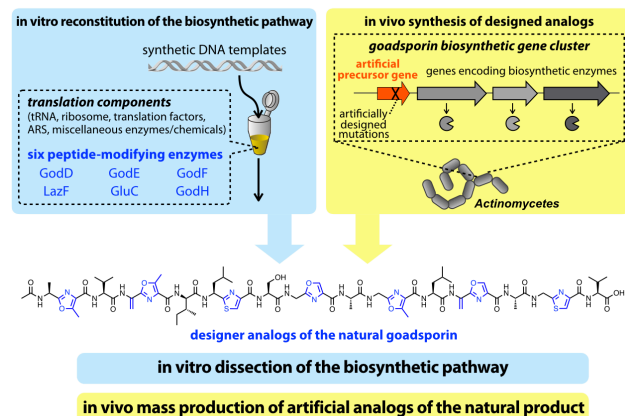 in vitro reconstitution of the biosynthetic pathway
synthetic DNA templates
translation components
(tRNA, ribosome, translation factors,
ARS, miscellaneous enzymes/chemicals)
six peptide-modifying enzymes
GodD GodE GodF
LazF GluC GodH
in vivo synthesis of designed analogs
goadsporin biosynthetic gene cluster
artificial
precursor gene
genes encoding biosynthetic enzymes
X
artificially
designed
mutations
Actinomycetes
designer analogs of the natural goadsporin
in vitro dissection of the biosynthetic pathway
in vivo mass production of artificial analogs of the natural product